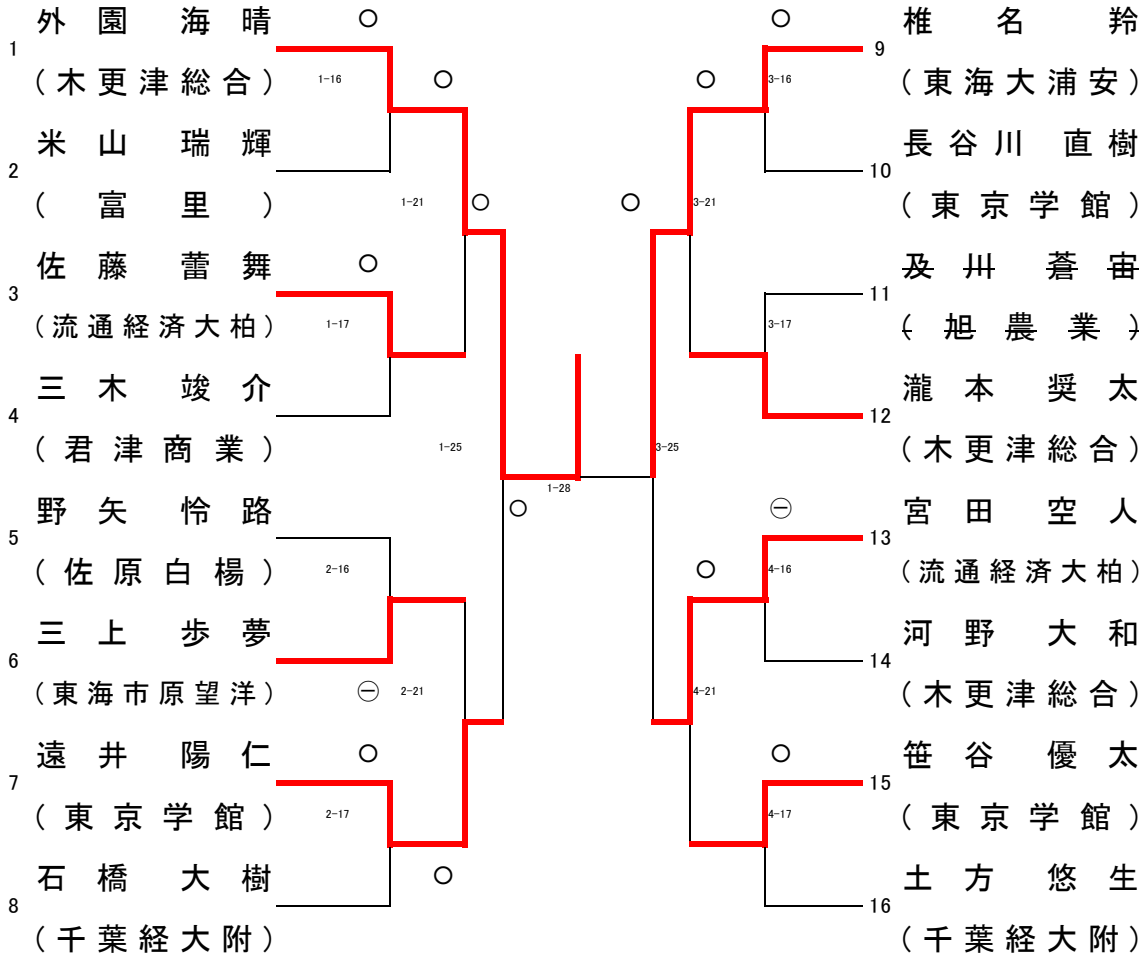 外園 海晴
1
(木更津総合)
米山 瑞輝
2
(富里)
佐藤 蕾舞
3
(流通経済大柏)
三木 竣介
4
(君津商業)
野矢 怜路
5
(佐原白楊)
三上 歩夢
6
(東海市原望洋)
遠井 陽仁
7
(東京学館)
石橋 大樹
8
(千葉経大附)
○
1-16
○
1-21
○
○
1-17
1-25
2-16
○
㊀
2-21
○
2-17
○
1-28
○
○
3-16
○
3-21
3-17
3-25
㊀
○
4-16
4-21
○
4-17
椎名 羚
9
(東海大浦安)
長谷川 直樹
10
(東京学館)
及川 蒼宙
11
(旭農業)
瀧本 奨太
12
(木更津総合)
宮田 空人
13
(流通経済大柏)
河野 大和
14
(木更津総合)
笹谷 優太
15
(東京学館)
土方 悠生
16
(千葉経大附)